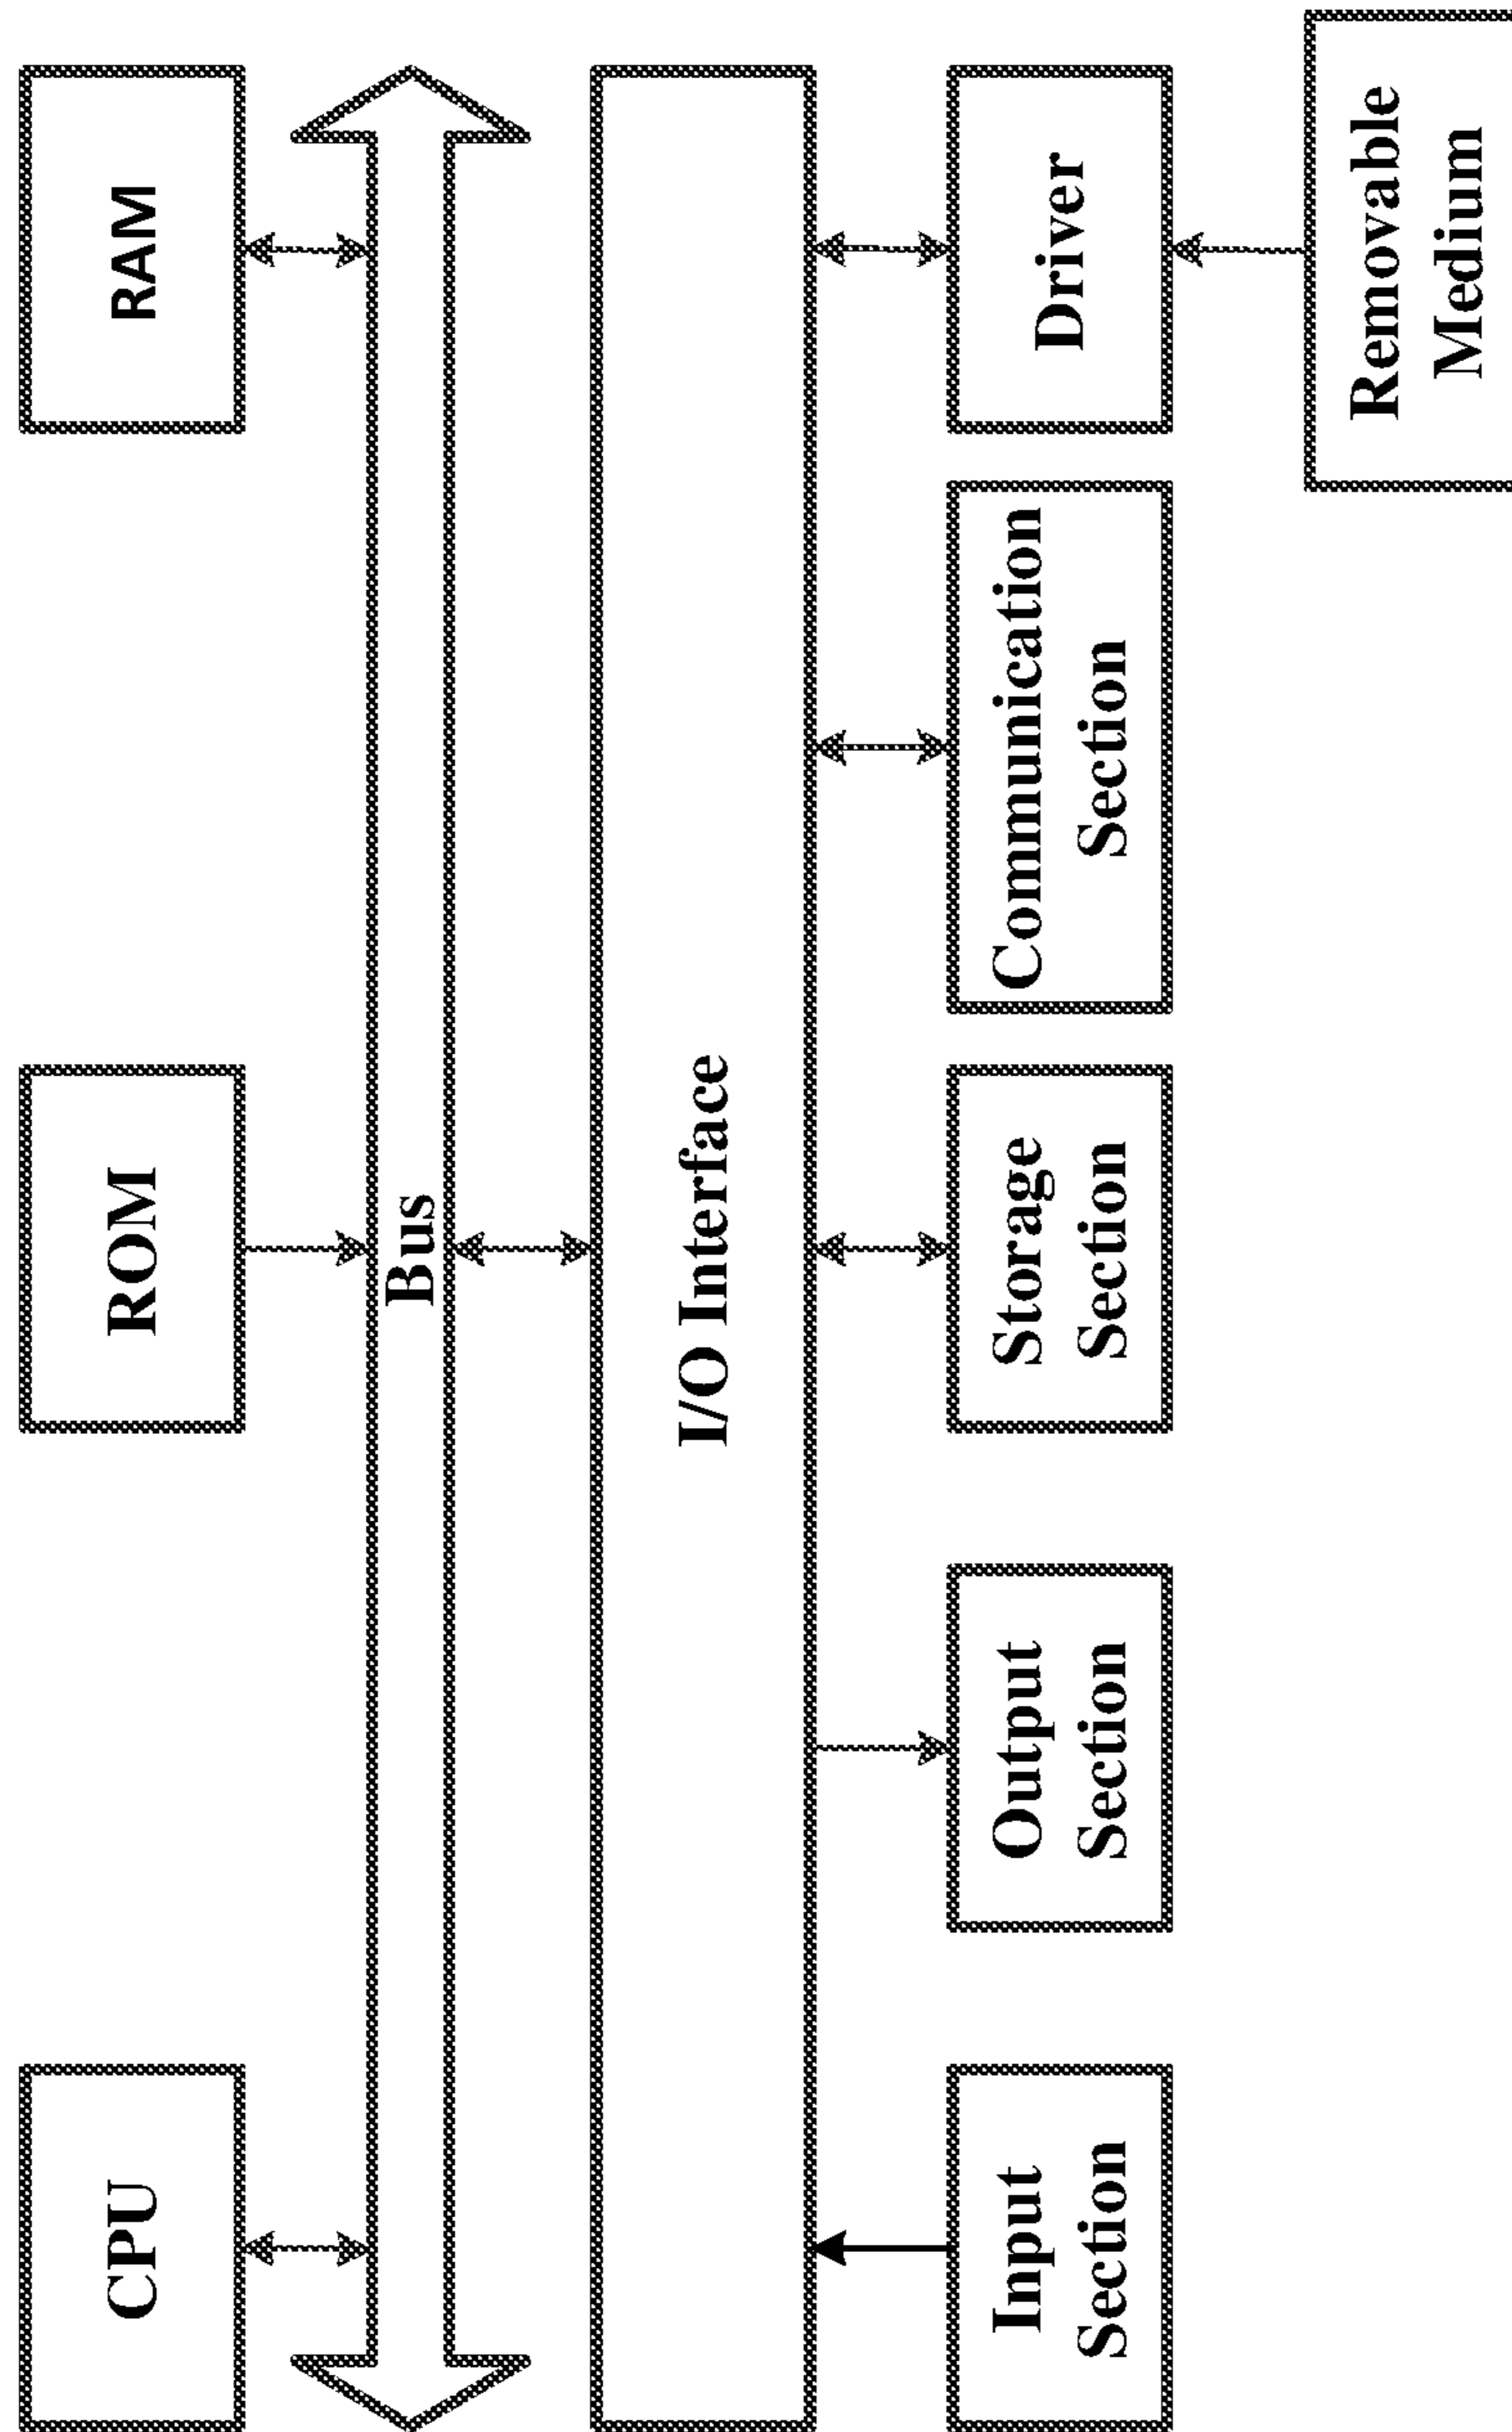 CPU
ROM
RAM
Bus
I/O Interface
Input
Section
Output
Section
Storage
Section
Communication
Section
Driver
Removable
Medium